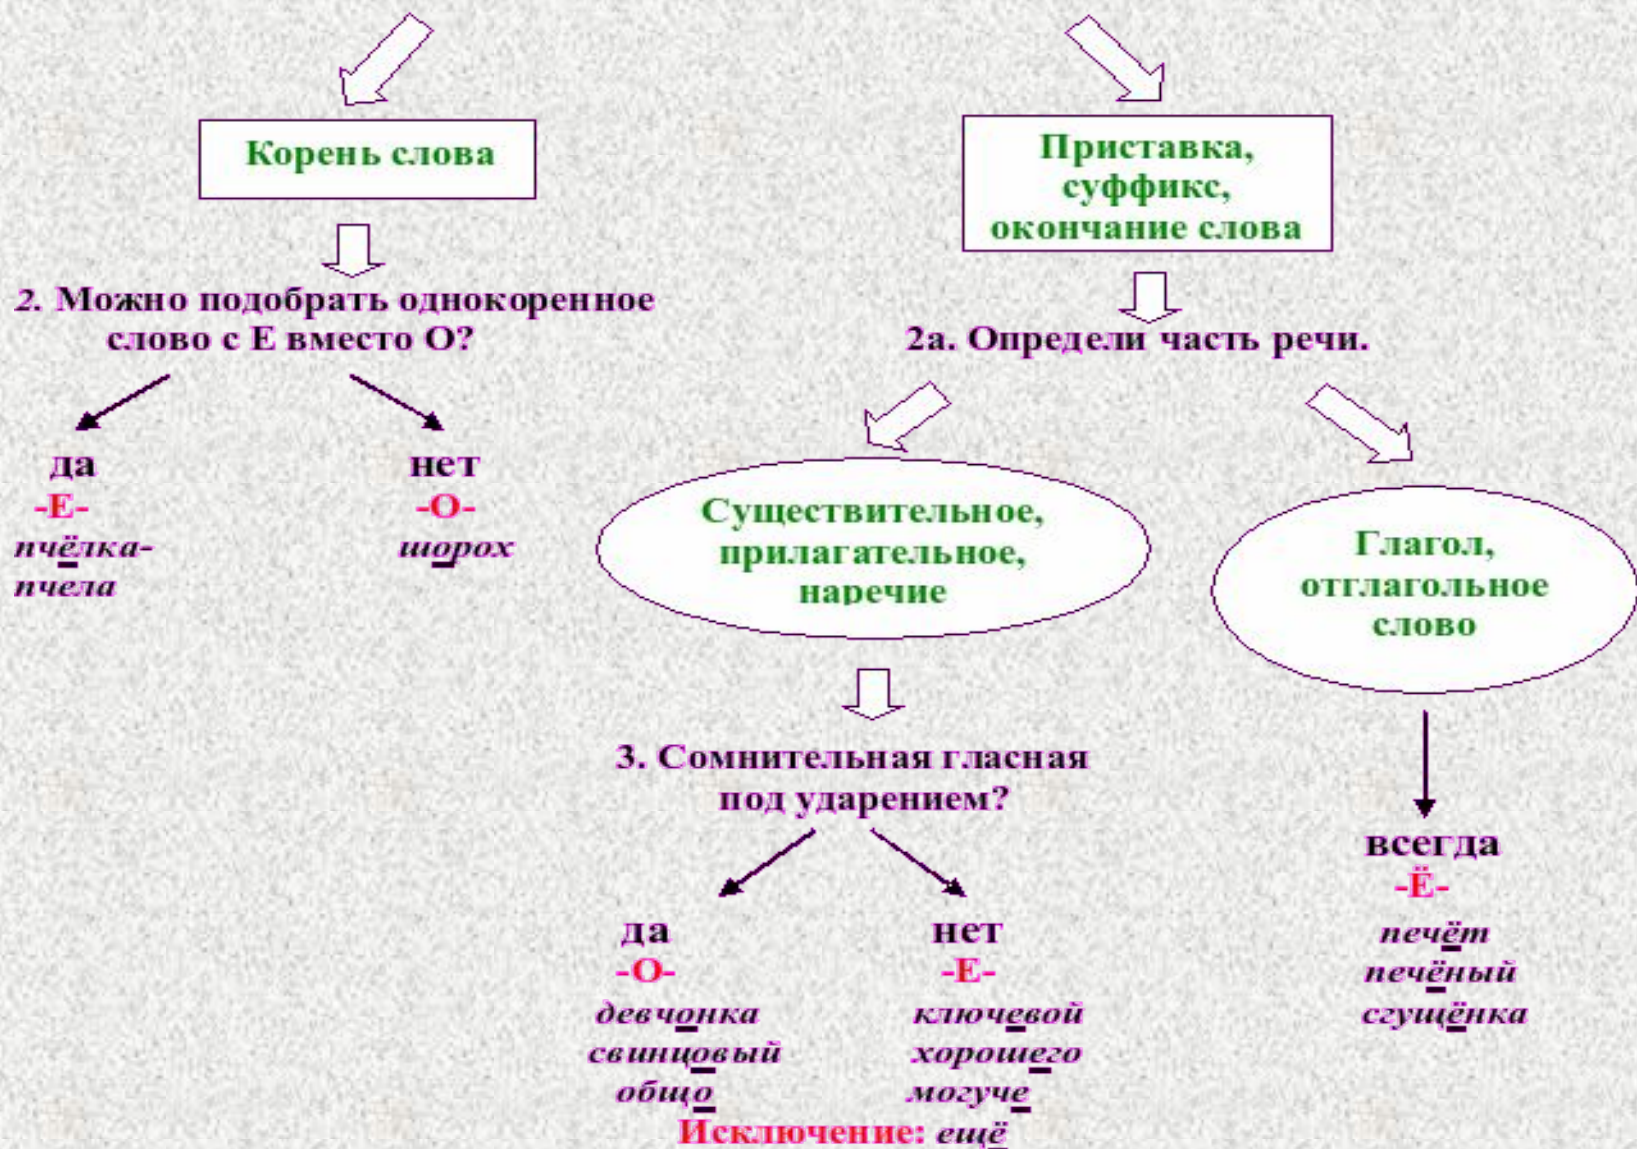 Корень слова
2. Можно подобрать однокоренное
слово с Е вместо О?
да
-Е-
пчёлка-
пчела
нет
-О-
шорох
Приставка,
суффикс,
окончание слова
2а. Определи часть речи.
Существительное,
прилагательное,
наречие
3. Сомнительная гласная
под ударением?
да
-О-
девчонка
свинцовый
общо
нет
-Е-
ключевой
хорошего
могуче
Исключение: ещё
Глагол,
отглагольное
слово
всегда
-Ё-
печёт
печёный
сгущёнка